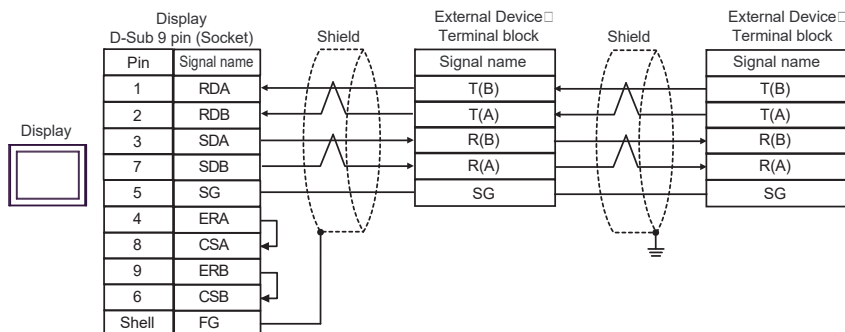 Display
D-Sub 9 pin (Socket)
Shield
External Device□
Terminal block
Shield
External Device□
Terminal block
Pin Signal name
Signal name
Signal name
1 RDA T(B) T(B)
2 RDB T(A) T(A)
Display
3 SDA R(B) R(B)
7 SDB R(A) R(A)
5 SG SG SG
4 ERA
8 CSA
9 ERB
6 CSB
Shell FG